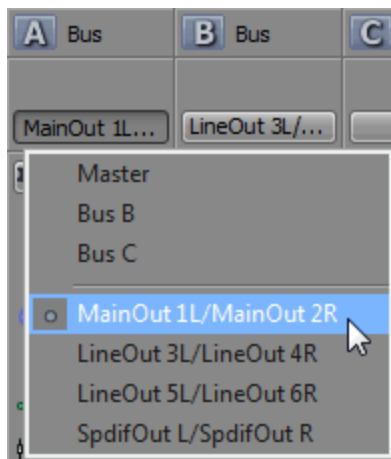 A Bus B Bus C
MainOut 1L... LineOut 3L/...
Master
Bus B
Bus C
MainOut 1L/MainOut 2R
LineOut 3L/LineOut 4R
LineOut 5L/LineOut 6R
SpdifOut L/SpdifOut R